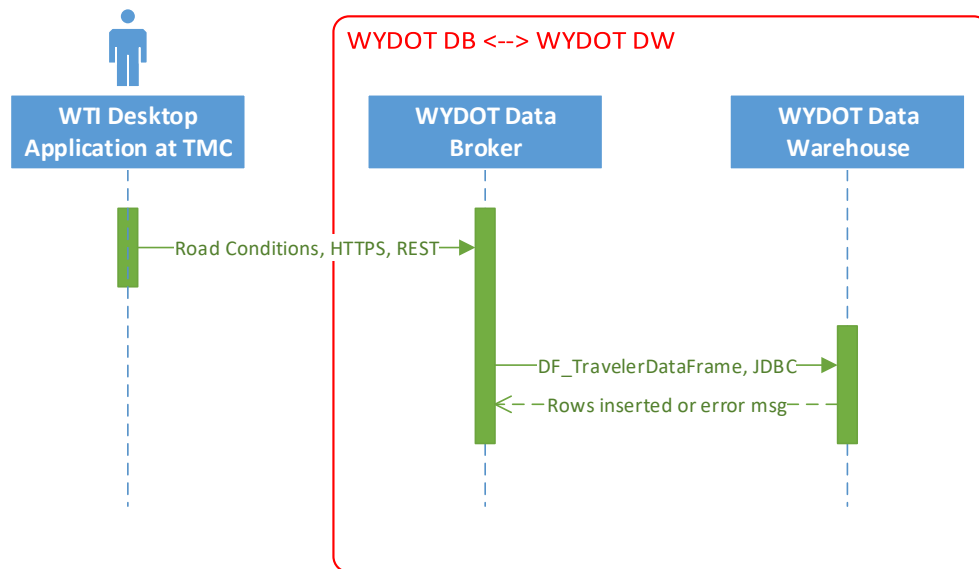 WYDOT DB <--> WYDOT DW
WTI Desktop
Application at TMC
WYDOT Data
Broker
WYDOT Data
Warehouse
Road Conditions, HTTPS, REST
DF_TravelerDataFrame, JDBC
Rows inserted or error msg